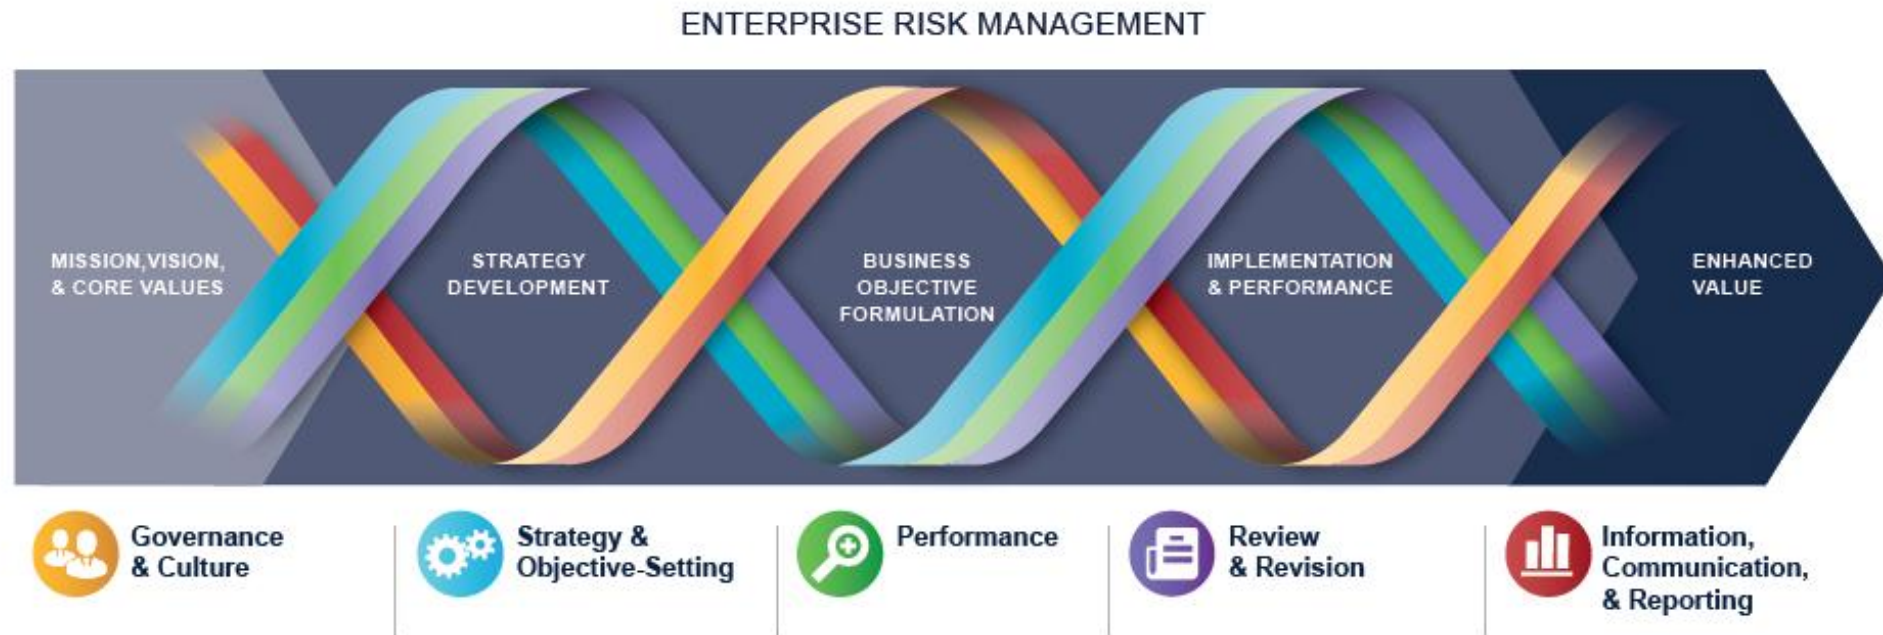 ENTERPRISE RISK MANAGEMENT
MISSION,VISION,
& CORE VALUES
STRATEGY
DEVELOPMENT
BUSINESS
OBJECTIVE
FORMULATION
IMPLEMENTATION
& PERFORMANCE
ENHANCED
VALUE
Governance
& Culture
Strategy &
Objective-Setting
Performance
Review
& Revision
Information,
Communication,
& Reporting